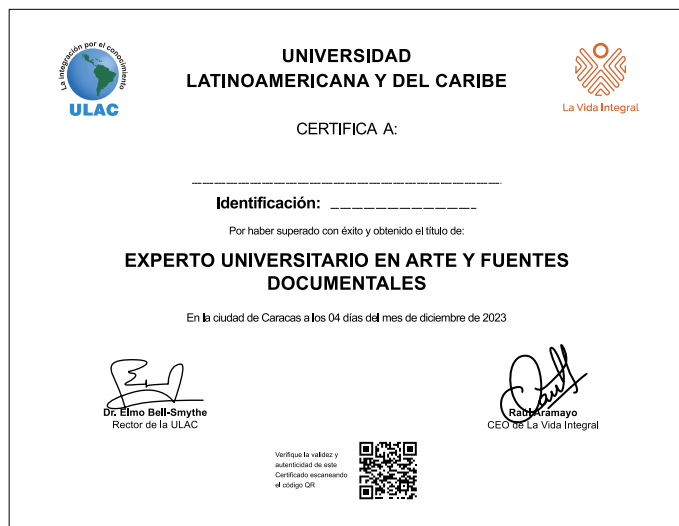 La integración por el conocimiento
ULAC
UNIVERSIDAD
LATINOAMERICANA Y DEL CARIBE
La Vida Integral
CERTIFICA A:
Identificación:
Por haber superado con éxito y obtenido el título de:
EXPERTO UNIVERSITARIO EN ARTE Y FUENTES
DOCUMENTALES
En la ciudad de Caracas a los 04 días del mes de diciembre de 2023
Dr. Elmo Bell-Smythe
Rector de la ULAC
Raúl Aramayo
CEO de La Vida Integral
Verifique la validez y
autenticidad de este
Certificado escaneando
el código QR